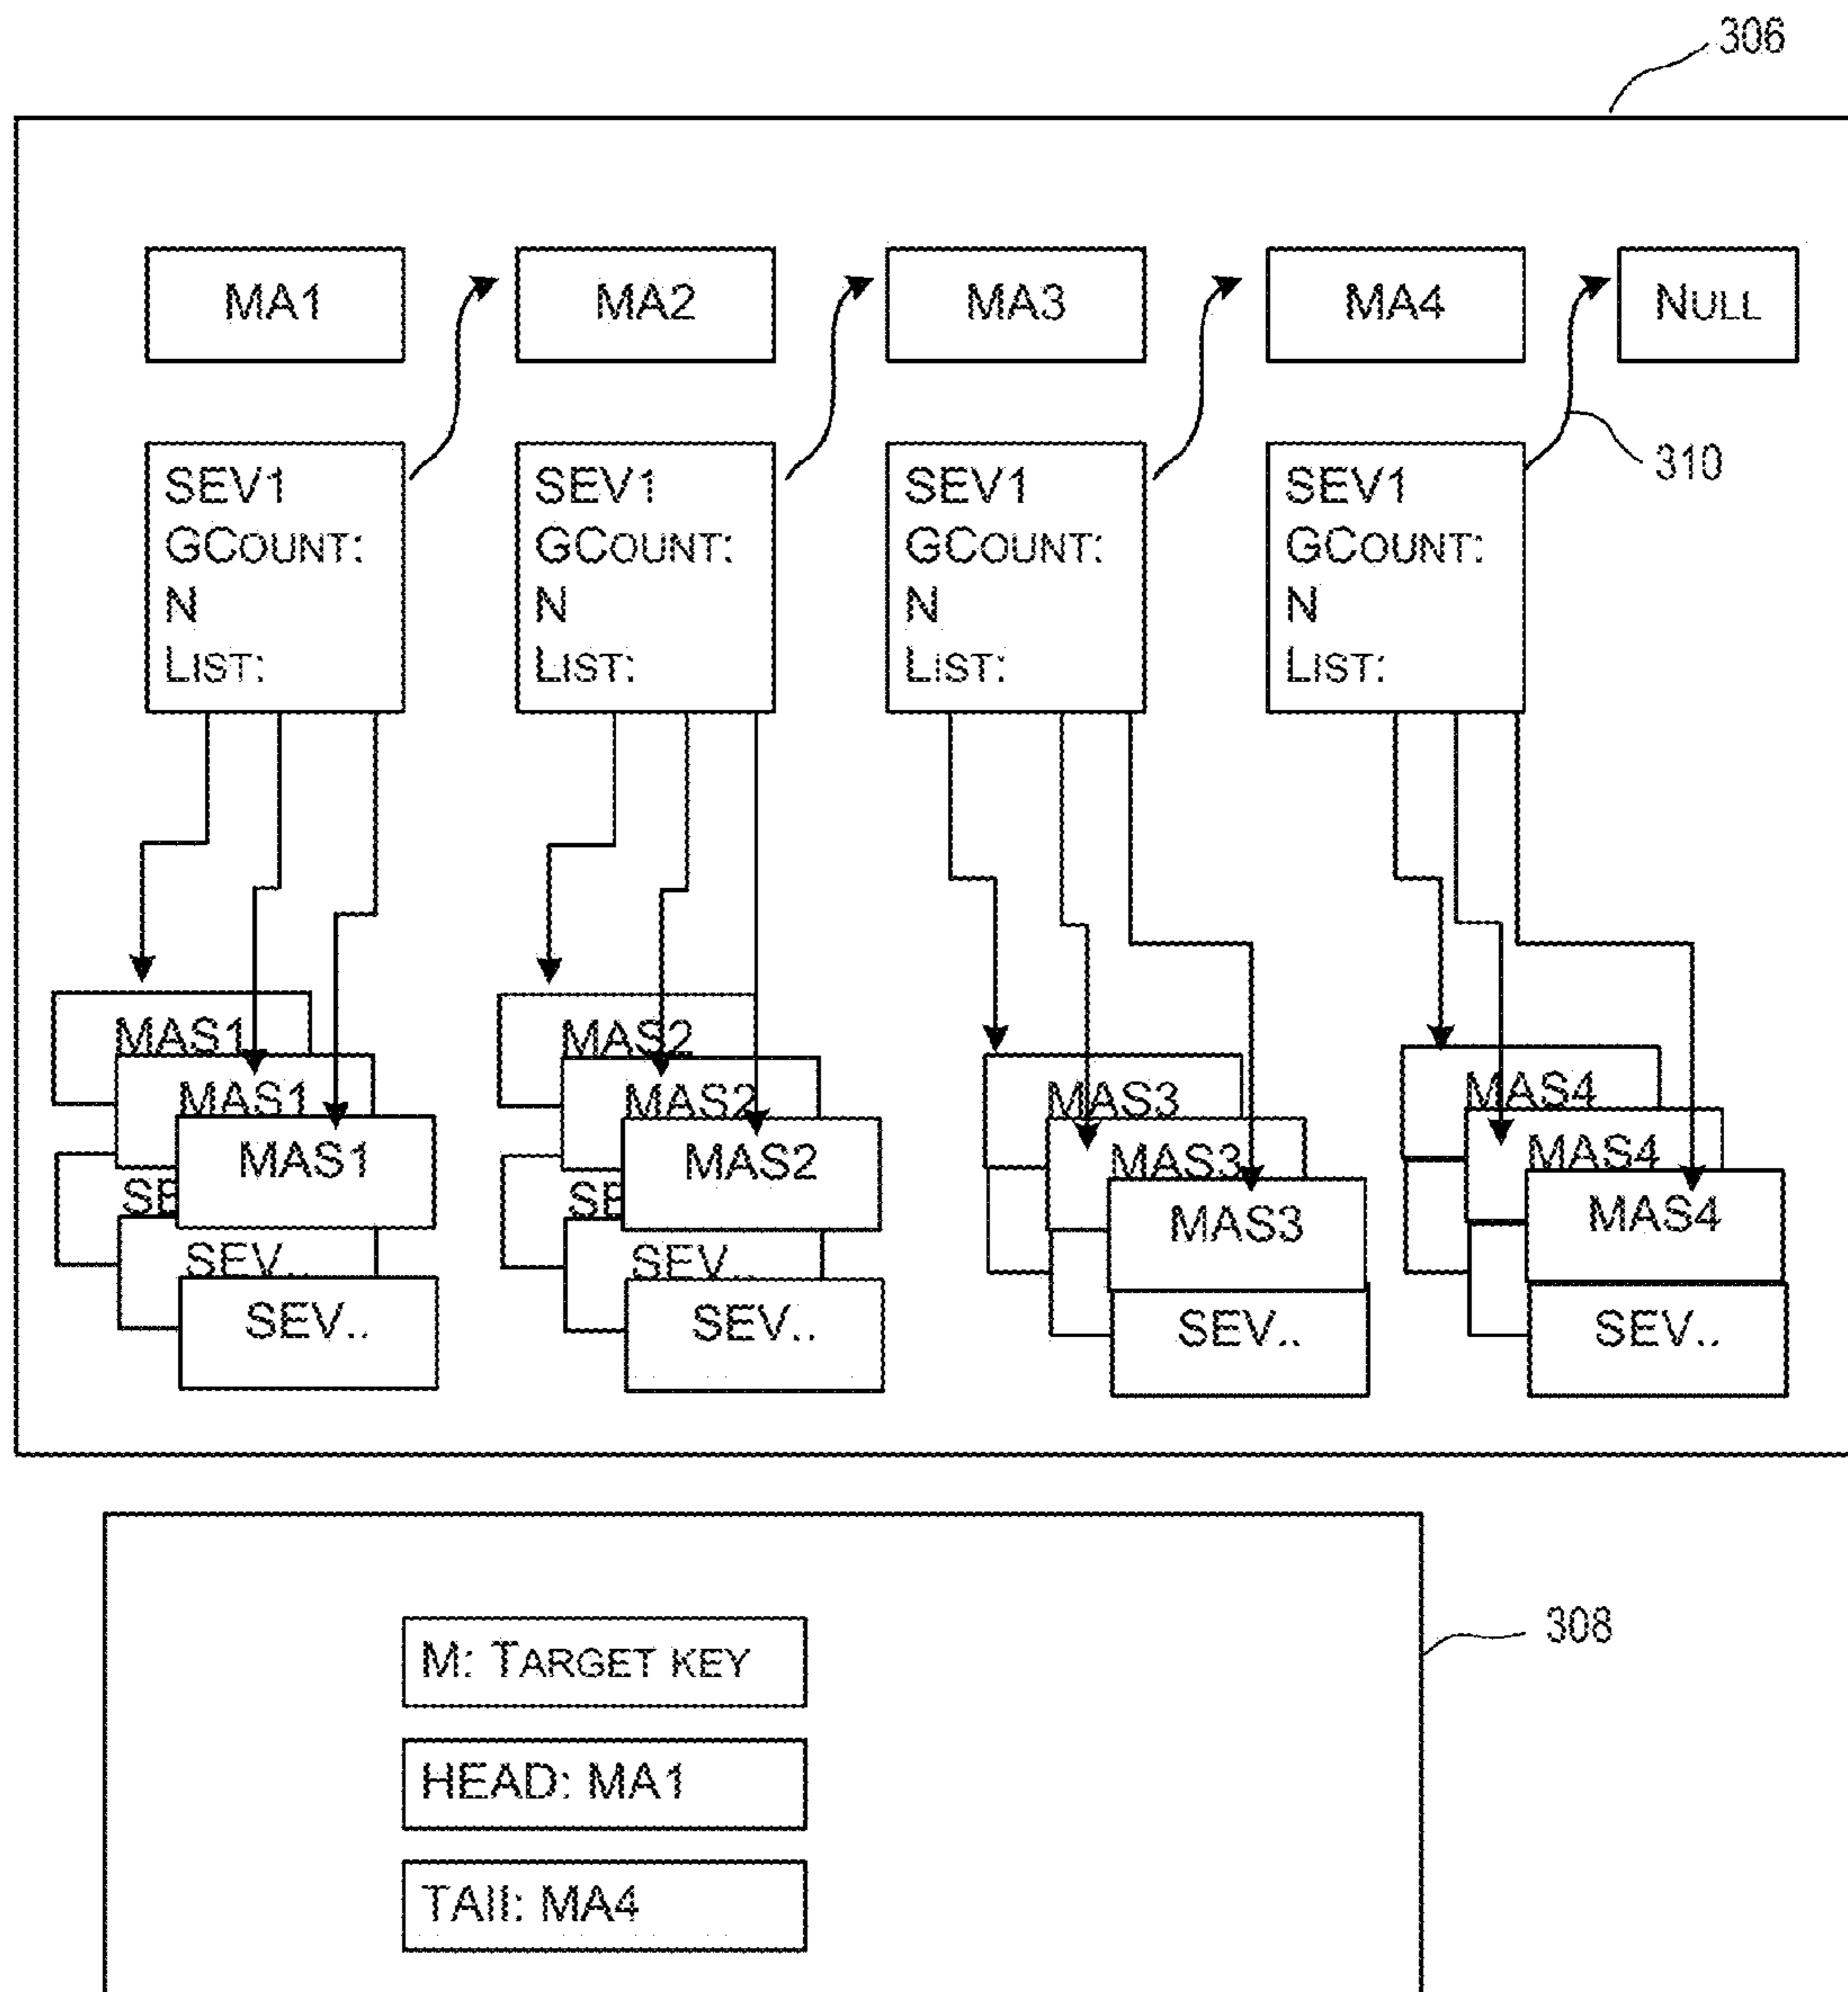 306
MA1
MA2
MA3
MA4
NULL
310
SEV1
GCOUNT:
N
LIST:
SEV1
GCOUNT:
N
LIST:
SEV1
GCOUNT:
N
LIST:
SEV1
GCOUNT:
N
LIST:
MAS1
MAS1
MAS1
SE
SEV..
SEV..
MAS2
MAS2
MAS2
SE
SEV..
SEV..
MAS3
MAS3
MAS3
SEV..
MAS4
MAS4
MAS4
SEV..
308
M: TARGET KEY
HEAD: MA1
TAIl: MA4